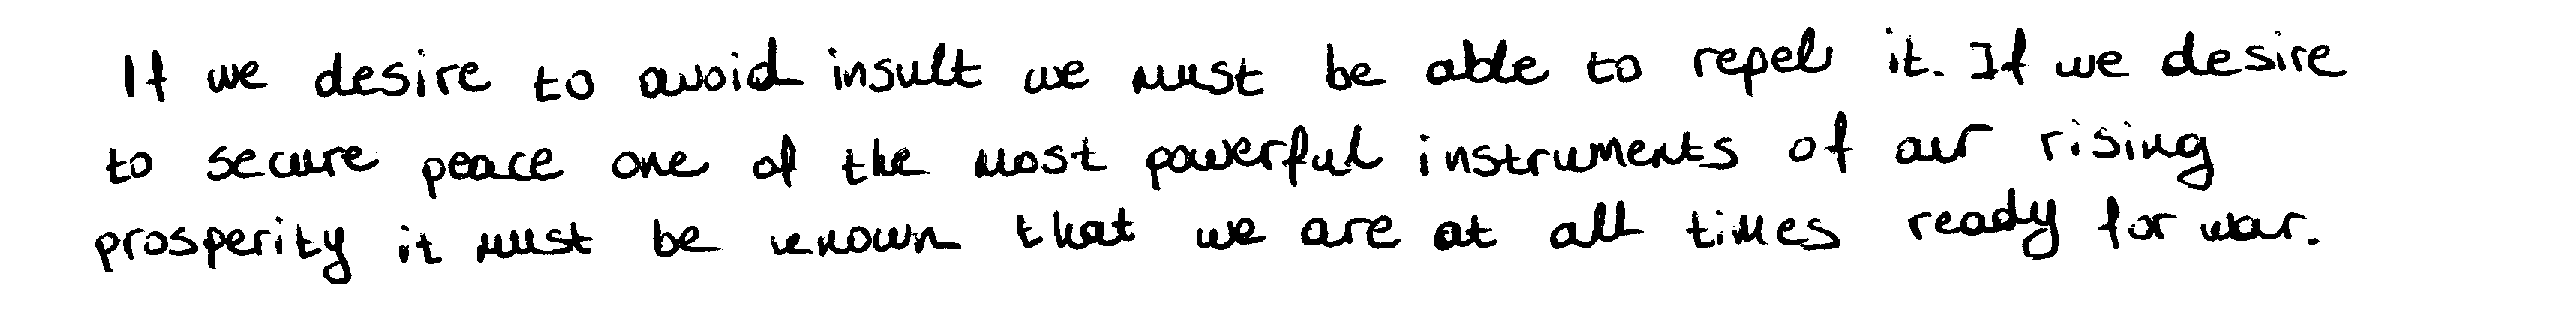 If we desire to avoid insult we must be able to repel it. If we desire
to secure peace one of the most powerful instruments of our rising
prosperity it must be known that we are at all times ready for war.